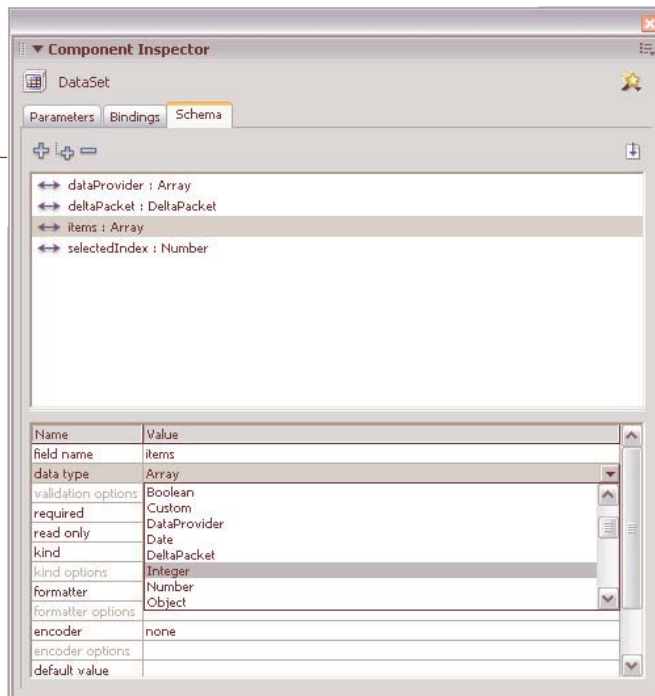 Component Inspector
DataSet
Parameters Bindings Schema
dataProvider : Array
deltaPacket : DeltaPacket
items : Array
selectedIndex : Number
Name Value
field name items
data type Array
validation options Boolean
Custom
required
DataProvider
read only Date
kind DeltaPacket
kind options Integer
formatter Number
Object
formatter options
encoder none
encoder options
default value